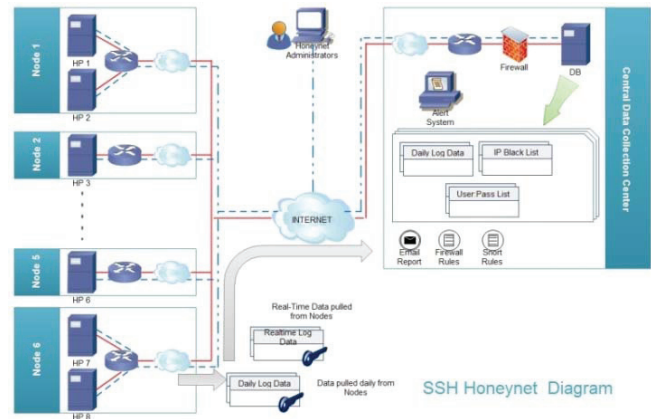 Node 1
HP 1
HP 2
Node 2
HP 3
Node 5
HP 6
Node 6
HP 7
HP 8
Honeynet
Administrators
INTERNET
Real-Time Data pulled
from Nodes
Realtime Log
Data
Daily Log Data
Data pulled daily from
Nodes
Firewall
DB
Alert
System
Daily Log Data
IP Black List
User Pass List
Email
Report
Firewall
Rules
Snort
Rules
Central Data Collection Center
SSH Honeynet Diagram